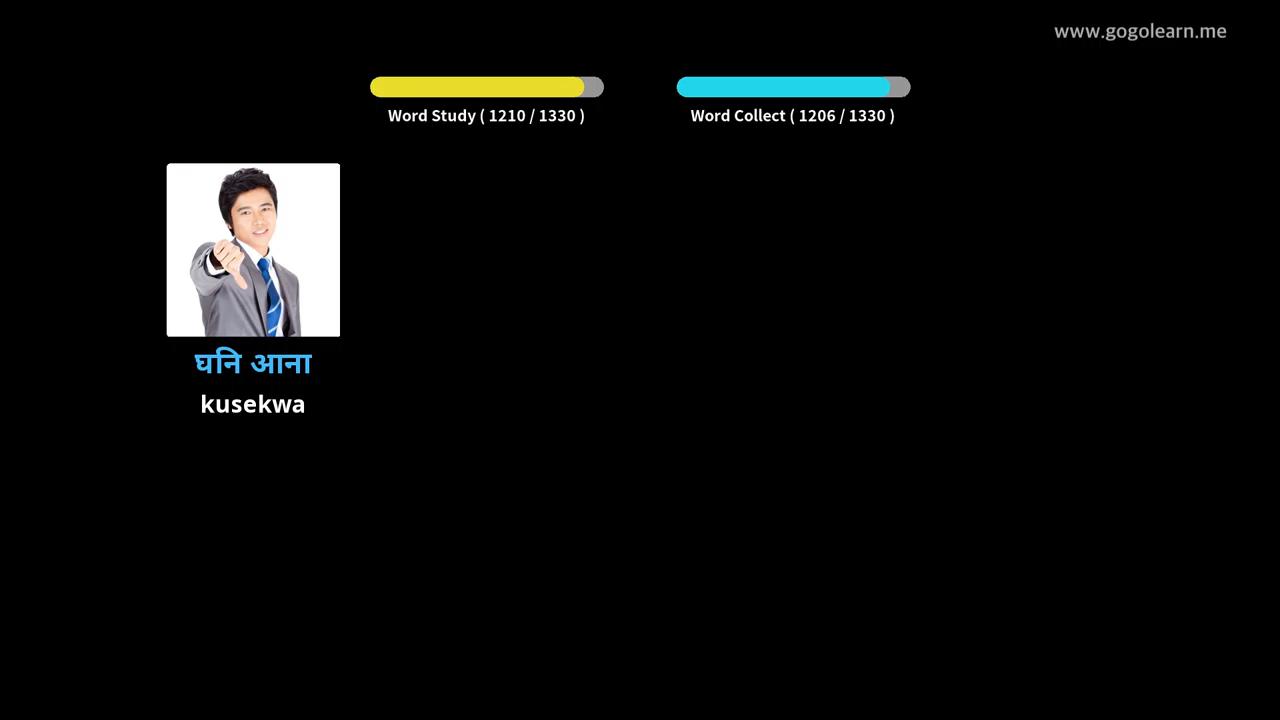 www.gogolearn.me
Word Study ( 1210 / 1330 )
Word Collect ( 1206 / 1330 )
घनि आना
kusekwa